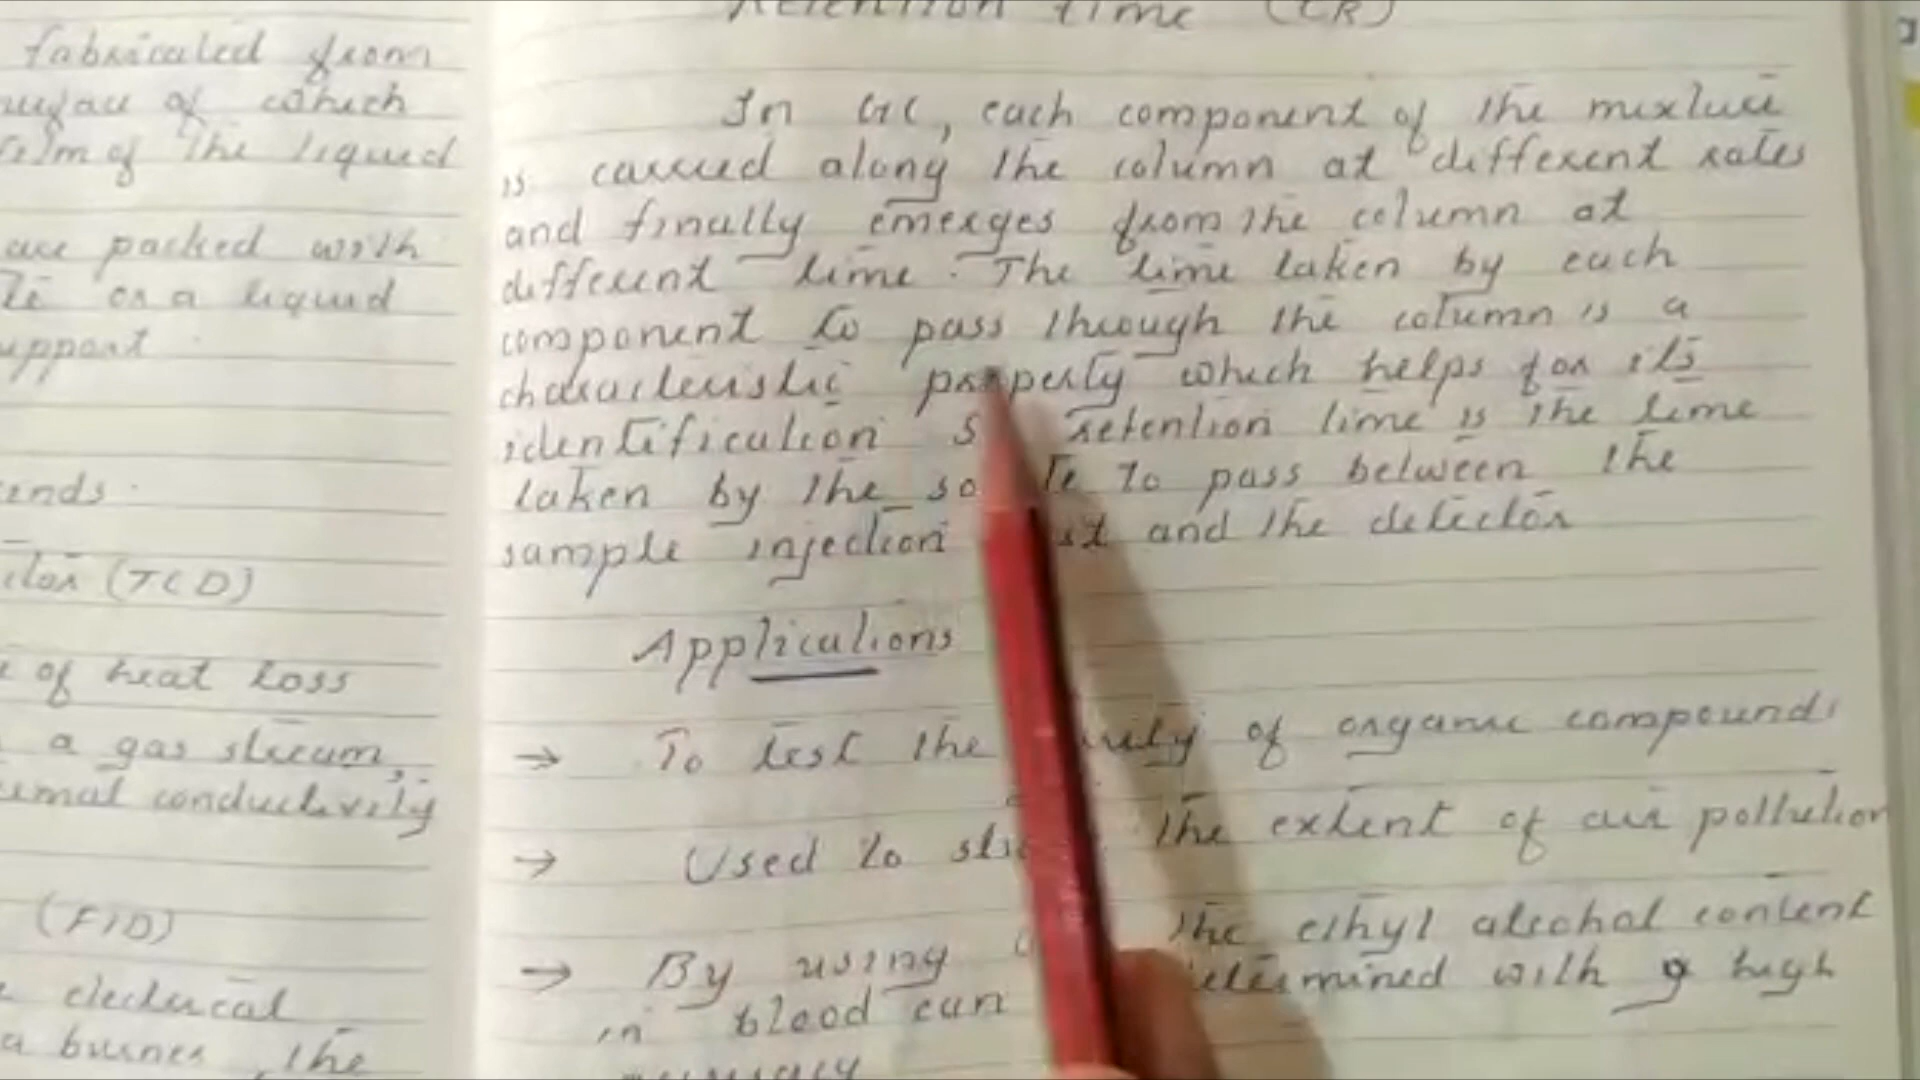 fabricated from
of which
film of the liquid
are packed with
or a liquid
support
ends.
(TCD)
of heat loss
a gas stream,
conductivity
(FID)
electrical
a burner, the
Retention time (tR)
In GC, each component of the mixture
is carried along the column at different rates
and finally emerges from the column at
different time. The time taken by each
component to pass through the column is a
characteristic property which helps for its
identification retention time is the time
taken by the to pass between the
sample injection and the detector
Applications
→ To test the of organic compounds
→ Used to the extent of air pollution
→ By using the ethyl alcohol content
in blood can with high